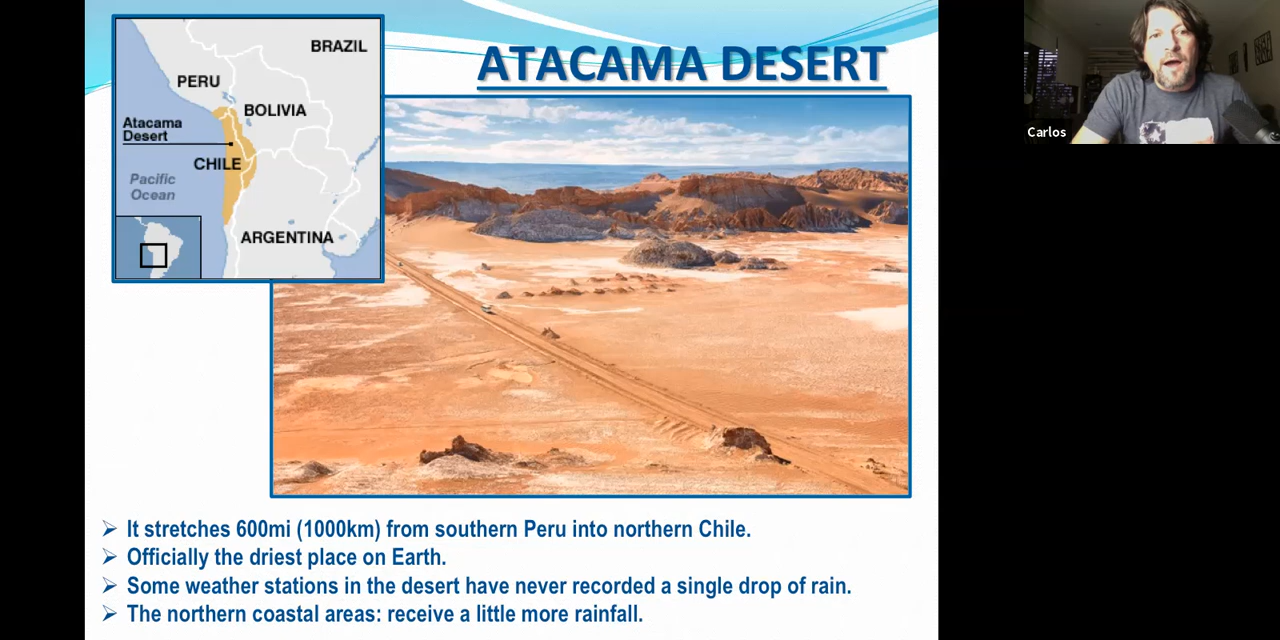 ATACAMA DESERT
BRAZIL
PERU
BOLIVIA
Atacama
Desert
CHILE
Pacific
Ocean
ARGENTINA
Carlos
➢ It stretches 600mi (1000km) from southern Peru into northern Chile.
➢ Officially the driest place on Earth.
➢ Some weather stations in the desert have never recorded a single drop of rain.
➢ The northern coastal areas: receive a little more rainfall.